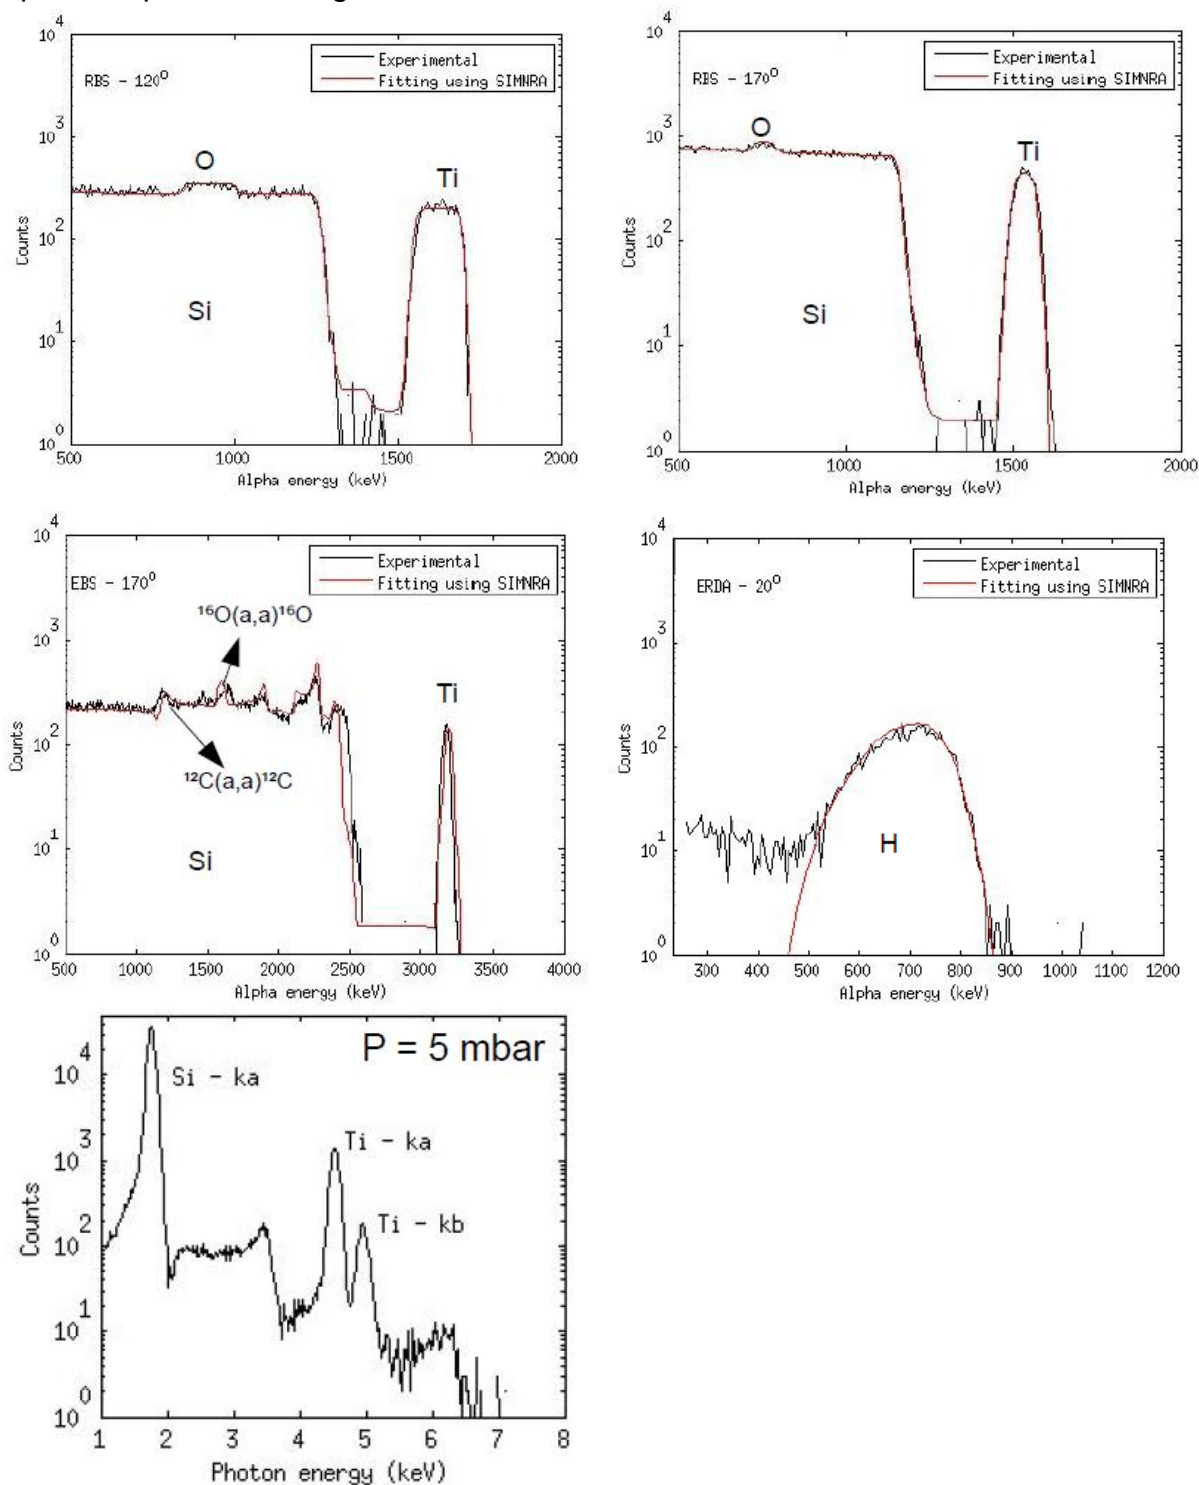 10^4
Experimental
Fitting using SIMNRA
RBS - 120^0
10^3
O
Ti
10^2
Counts
Si
10^1
10^0
500 1000 1500 2000
Alpha energy (keV)
10^4
Experimental
Fitting using SIMNRA
RBS - 170^0
10^3
O
Ti
10^2
Counts
Si
10^1
10^0
500 1000 1500 2000
Alpha energy (keV)
10^4
Experimental
Fitting using SIMNRA
EBS - 170^0
¹⁶O(a,a)¹⁶O
10^3
Ti
10^2
Counts
¹²C(a,a)¹²C
10^1
Si
10^0
500 1000 1500 2000 2500 3000 3500 4000
Alpha energy (keV)
10^4
Experimental
Fitting using SIMNRA
ERDA - 20^0
10^3
10^2
Counts
10^1
H
10^0
300 400 500 600 700 800 900 1000 1100 1200
Alpha energy (keV)
P = 5 mbar
10^4
Si - ka
10^3
Ti - ka
10^2
Ti - kb
Counts
10^1
10^0
1 2 3 4 5 6 7 8
Photon energy (keV)